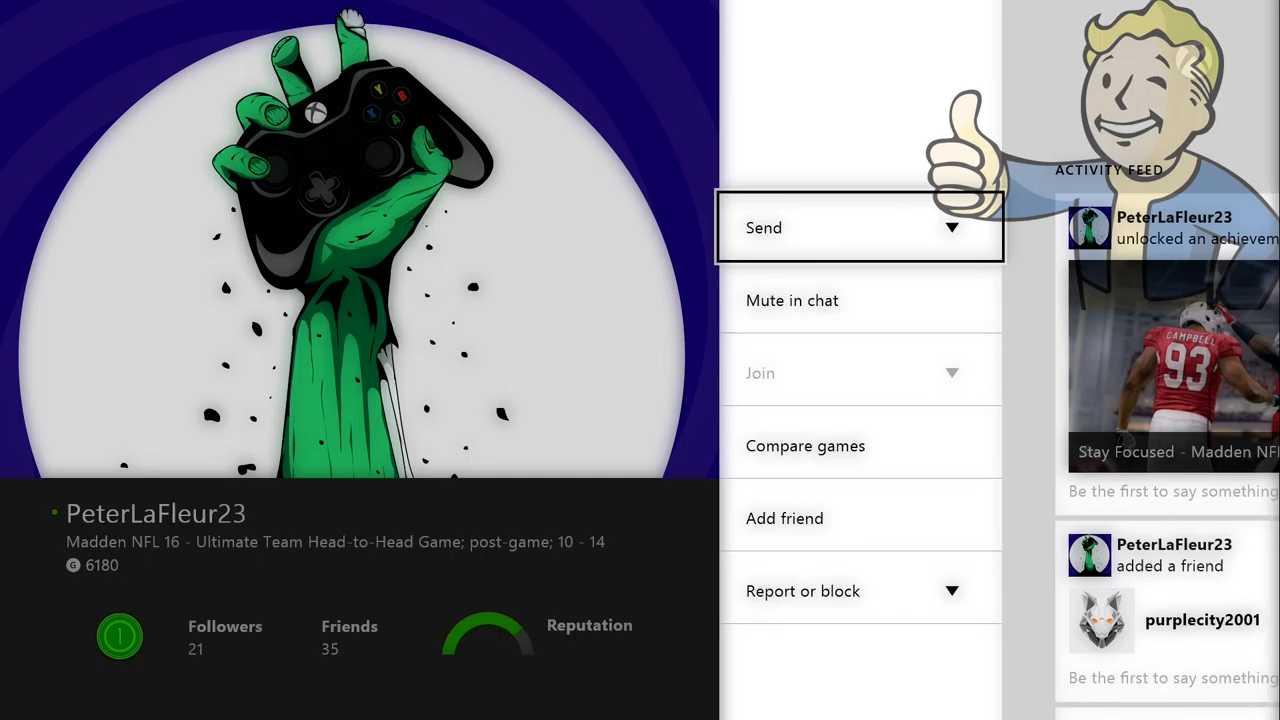 Y
B
X
A
PeterLaFleur23
Madden NFL 16 - Ultimate Team Head-to-Head Game; post-game; 10 - 14
G 6180
1
Followers
21
Friends
35
Reputation
Send
Mute in chat
Join
Compare games
Add friend
Report or block
ACTIVITY FEED
PeterLaFleur23
unlocked an achievem
CAMPBELL
93
Stay Focused - Madden NFL
Be the first to say something
PeterLaFleur23
added a friend
purplecity2001
Be the first to say something